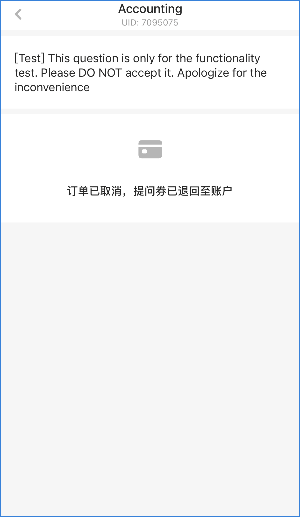 Accounting
UID: 7095075
[Test] This question is only for the functionality
test. Please DO NOT accept it. Apologize for the
inconvenience
订单已取消，提问券已退回至账户